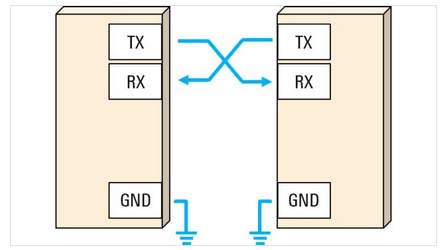 TX TX
RX RX
GND GND